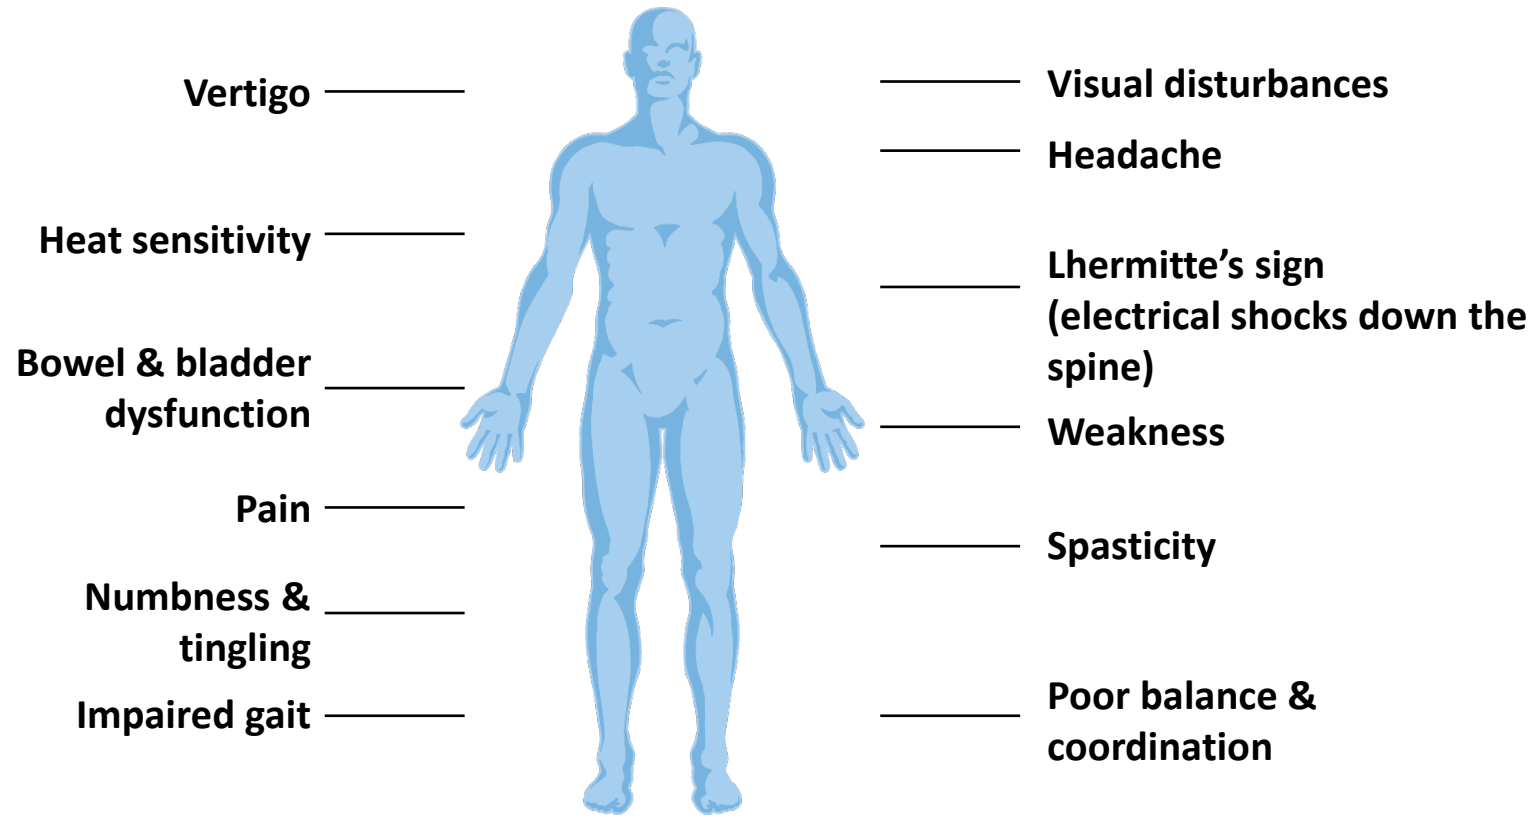 Vertigo
Heat sensitivity
Bowel & bladder
dysfunction
Pain
Numbness &
tingling
Impaired gait
Visual disturbances
Headache
Lhermitte’s sign
(electrical shocks down the
spine)
Weakness
Spasticity
Poor balance &
coordination